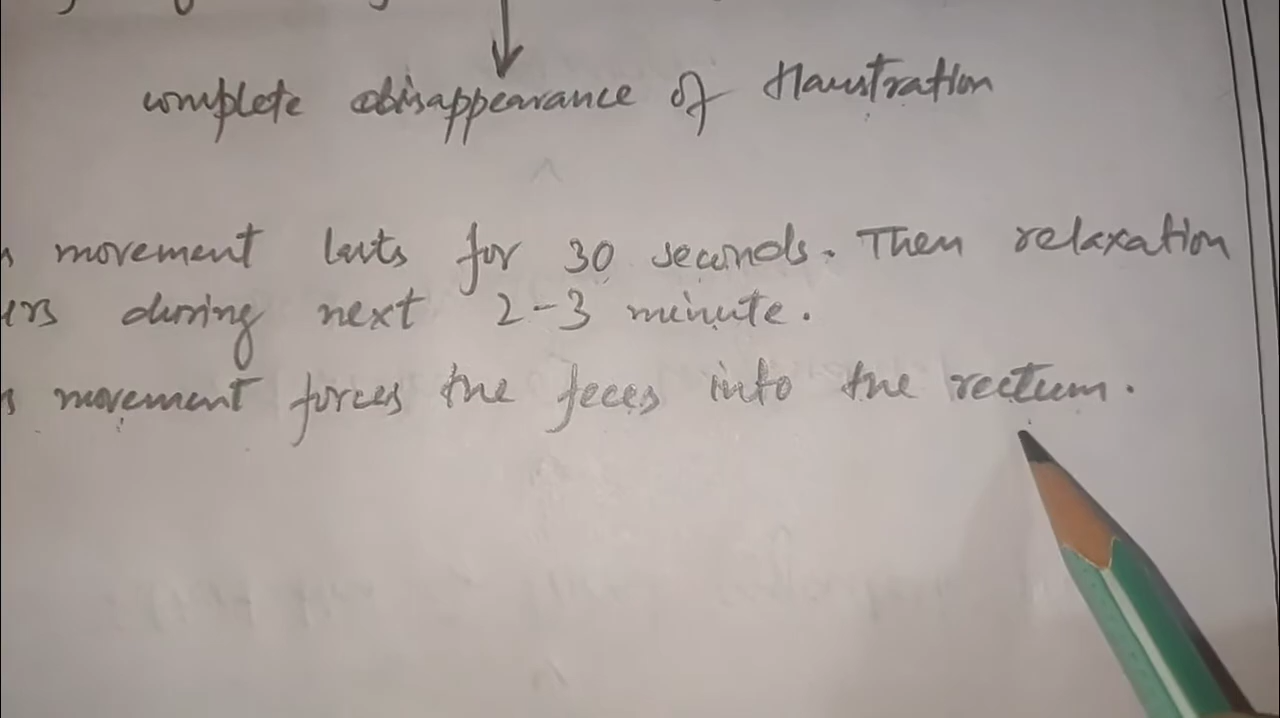 complete disappearance of Haustration
movement lasts for 30 seconds. Then relaxation
during next 2-3 minute.
movement forces the feces into the rectum.